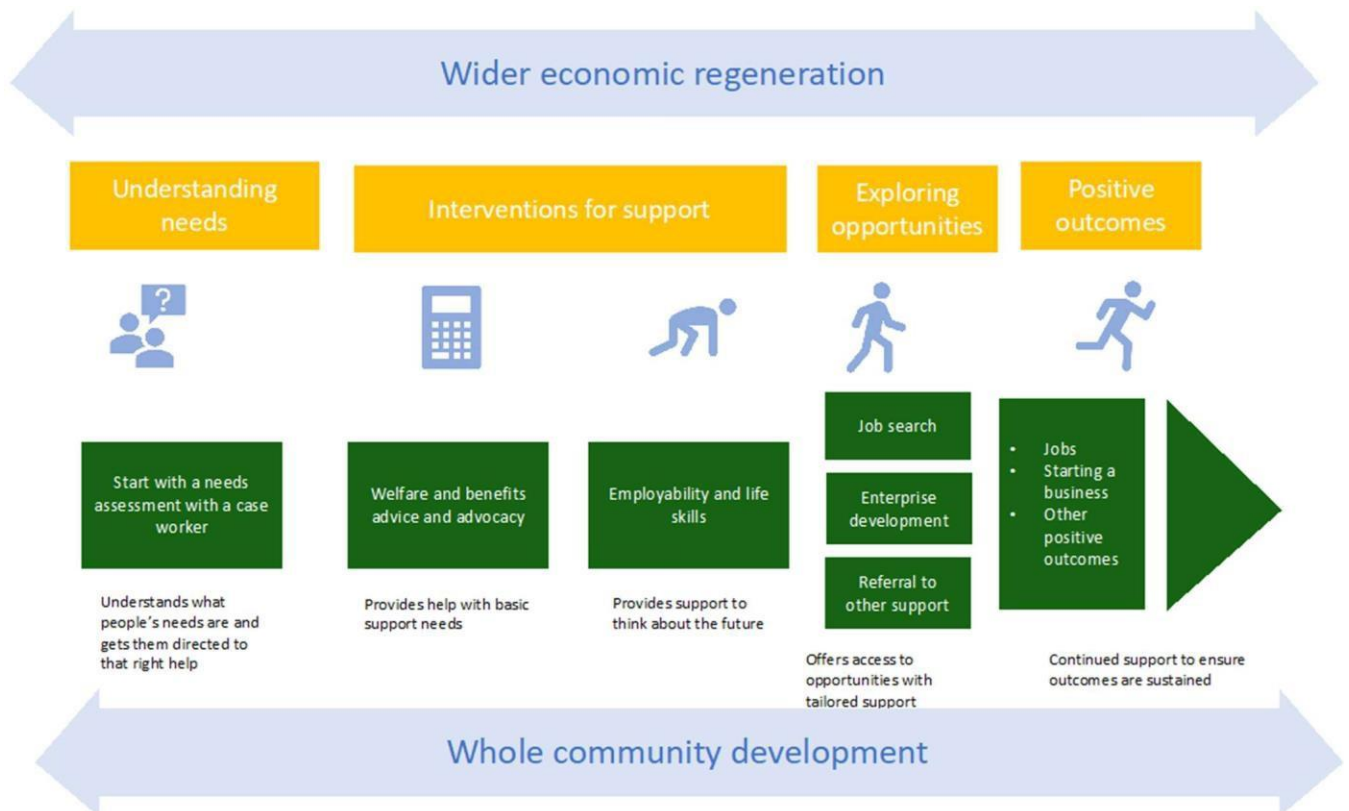 Wider economic regeneration
Understanding
needs
Interventions for support
Exploring
opportunities
Positive
outcomes
?
Start with a needs
assessment with a case
worker
Welfare and benefits
advice and advocacy
Employability and life
skills
Job search
Enterprise
development
Referral to
other support
• Jobs
• Starting a
business
• Other
positive
outcomes
Understands what
people's needs are and
gets them directed to
that right help
Provides help with basic
support needs
Provides support to
think about the future
Offers access to
opportunities with
tailored support
Continued support to ensure
outcomes are sustained
Whole community development